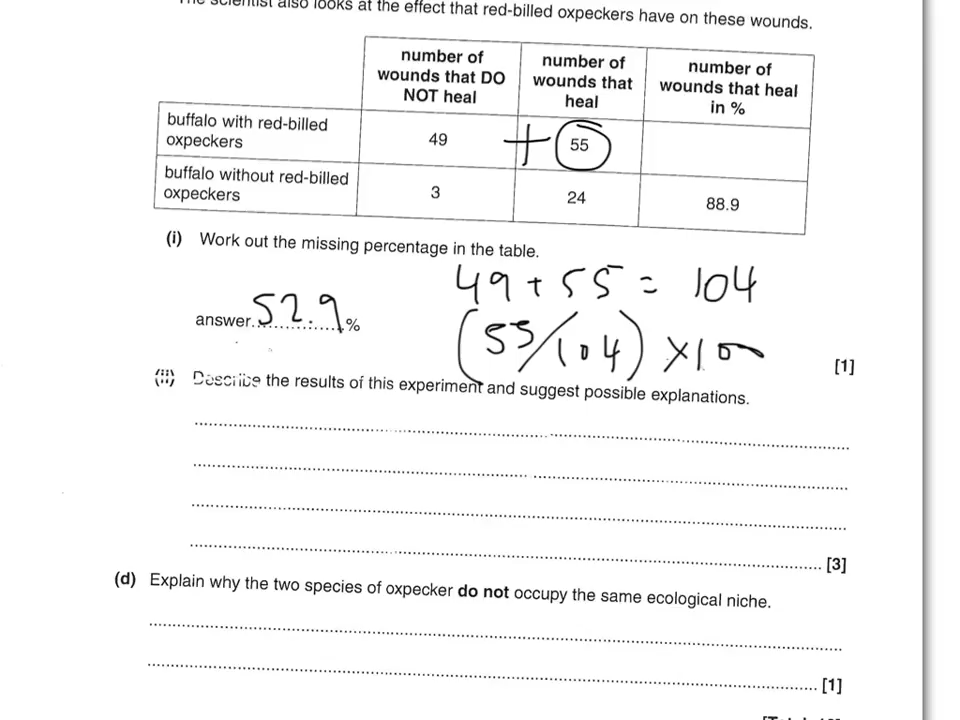 The scientist also looks at the effect that red-billed oxpeckers have on these wounds.
number of wounds that DO NOT heal
number of wounds that heal
number of wounds that heal in %
buffalo with red-billed oxpeckers
49
+
55
buffalo without red-billed oxpeckers
3
24
88.9
(i) Work out the missing percentage in the table.
49 + 55 = 104
answer. 52.9 %
(55/104) x100
[1]
(ii) Describe the results of this experiment and suggest possible explanations.
[3]
(d) Explain why the two species of oxpecker do not occupy the same ecological niche.
[1]